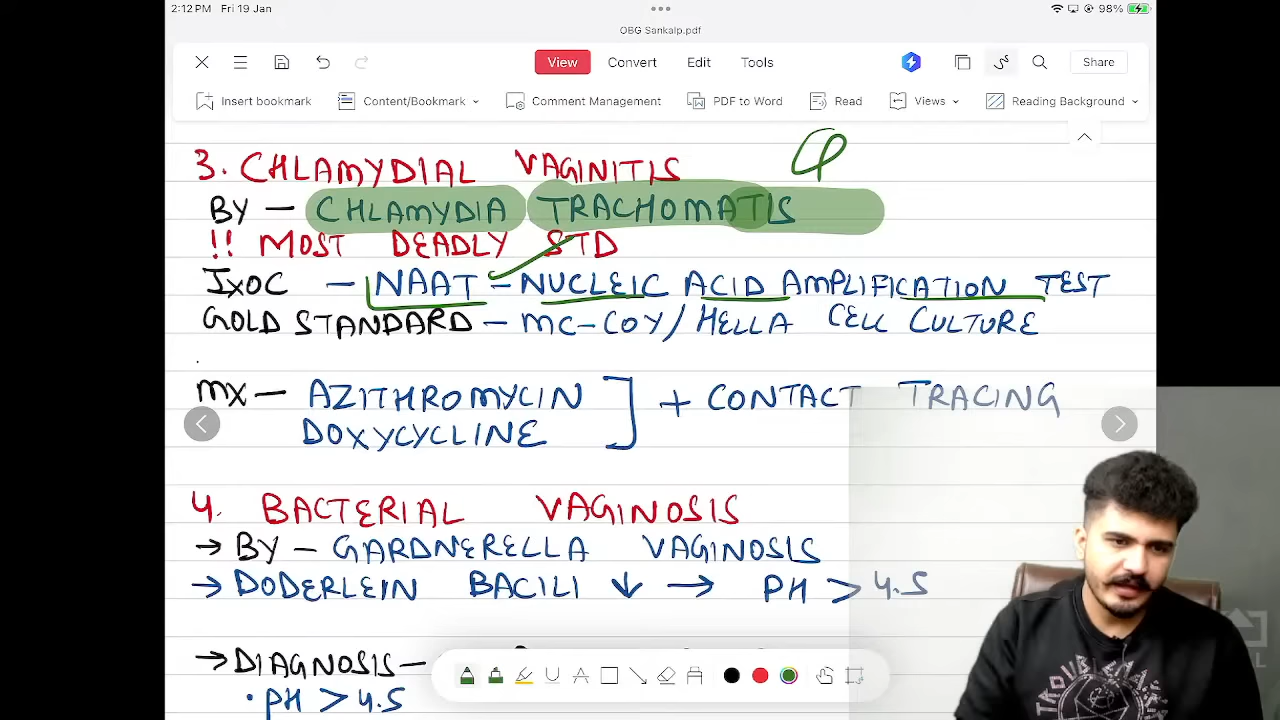 2:12 PM Fri 19 Jan
98%
OBG Sankalp.pdf
View Convert Edit Tools
Share
Insert bookmark Content/Bookmark Comment Management PDF to Word Read Views Reading Background
3. CHLAMYDIAL VAGINITIS
BY - CHLAMYDIA TRACHOMATIS
!! MOST DEADLY STD
IxOC - NAAT - NUCLEIC ACID AMPLIFICATION TEST
GOLD STANDARD - MC-COY/HELLA CELL CULTURE
MX - AZITHROMYCIN
DOXYCYCLINE ] + CONTACT TRACING
4. BACTERIAL VAGINOSIS
→ BY - GARDNERELLA VAGINOSIS
→ DODERLEIN BACILI ↓ → PH > 4.5
→ DIAGNOSIS -
• PH > 4.5